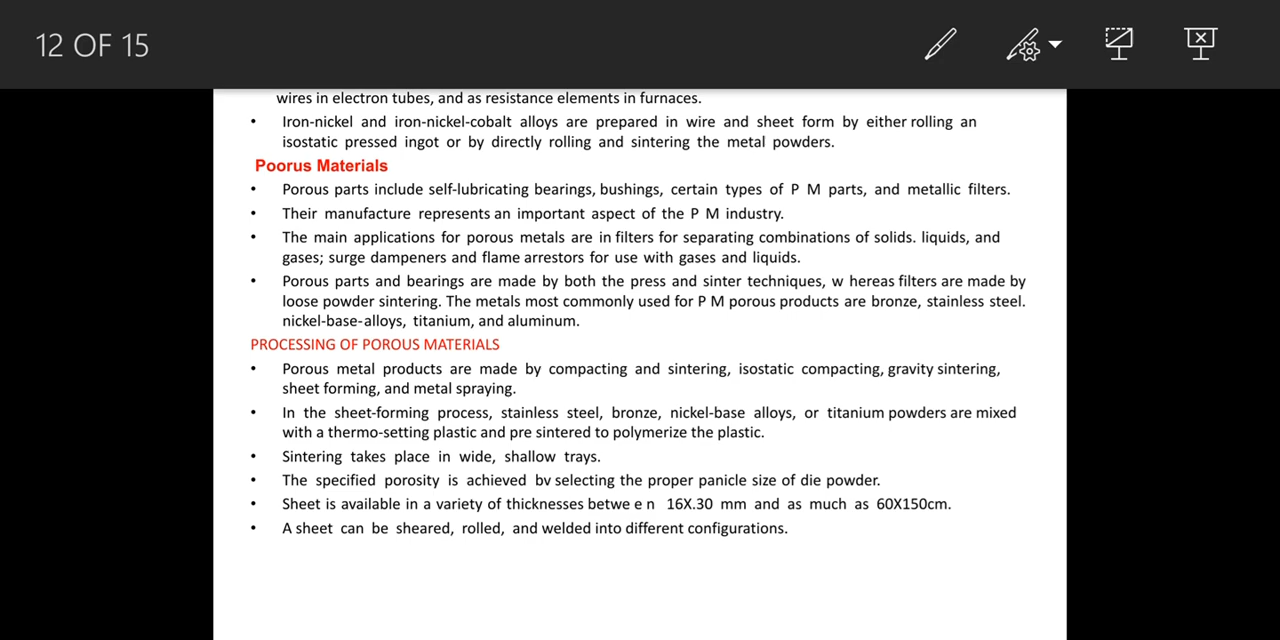 12 OF 15
wires in electron tubes, and as resistance elements in furnaces.
• Iron-nickel and iron-nickel-cobalt alloys are prepared in wire and sheet form by either rolling an
isostatic pressed ingot or by directly rolling and sintering the metal powders.
Poorus Materials
• Porous parts include self-lubricating bearings, bushings, certain types of P M parts, and metallic filters.
• Their manufacture represents an important aspect of the P M industry.
• The main applications for porous metals are in filters for separating combinations of solids. liquids, and
gases; surge dampeners and flame arrestors for use with gases and liquids.
• Porous parts and bearings are made by both the press and sinter techniques, w hereas filters are made by
loose powder sintering. The metals most commonly used for P M porous products are bronze, stainless steel.
nickel-base-alloys, titanium, and aluminum.
PROCESSING OF POROUS MATERIALS
• Porous metal products are made by compacting and sintering, isostatic compacting, gravity sintering,
sheet forming, and metal spraying.
• In the sheet-forming process, stainless steel, bronze, nickel-base alloys, or titanium powders are mixed
with a thermo-setting plastic and pre sintered to polymerize the plastic.
• Sintering takes place in wide, shallow trays.
• The specified porosity is achieved bv selecting the proper panicle size of die powder.
• Sheet is available in a variety of thicknesses betwe e n 16X.30 mm and as much as 60X150cm.
• A sheet can be sheared, rolled, and welded into different configurations.